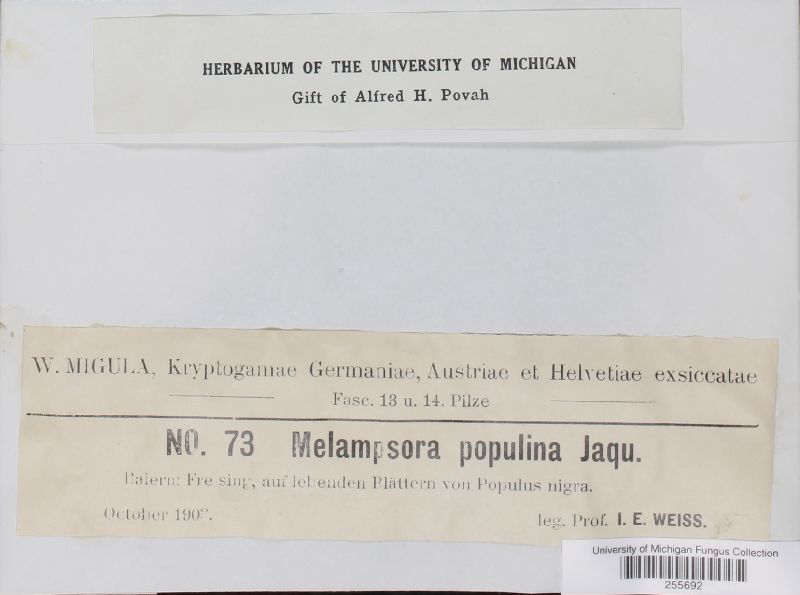 HERBARIUM OF THE UNIVERSITY OF MICHIGAN
Gift of Alfred H. Povah
W. MIGULA, Kryptogamae Germaniae, Austriae et Helvetiae exsiccatae
Fasc. 13 u. 14. Pilze
NO. 73 Melampsora populina Jaqu.
Baiern: Freising, auf lebenden Blättern von Populus nigra.
October
leg. Prof. I. E. WEISS.
University of Michigan Fungus Collection
255692